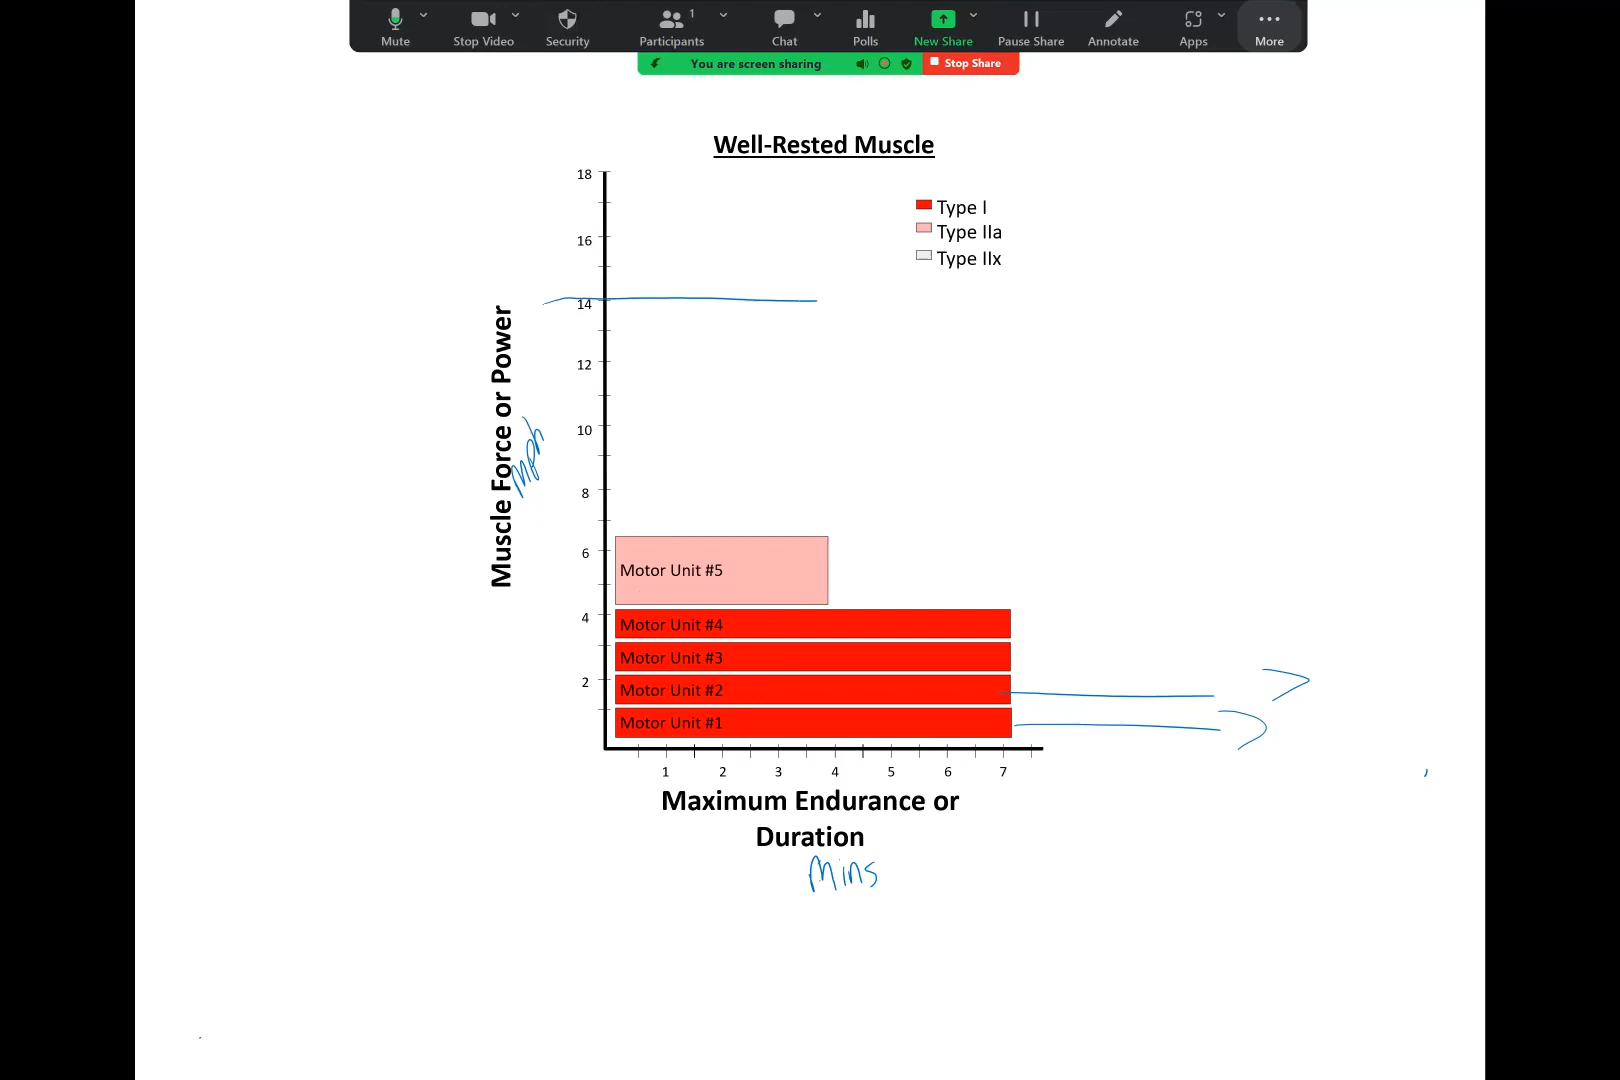 Mute
Stop Video
Security
1
Participants
Chat
Polls
New Share
Pause Share
Annotate
Apps
More
You are screen sharing
Stop Share
Well-Rested Muscle
Type I
Type IIa
Type IIx
Muscle Force or Power
mph
18
16
14
12
10
8
6
4
2
Motor Unit #5
Motor Unit #4
Motor Unit #3
Motor Unit #2
Motor Unit #1
1 2 3 4 5 6 7
Maximum Endurance or
Duration
Mins